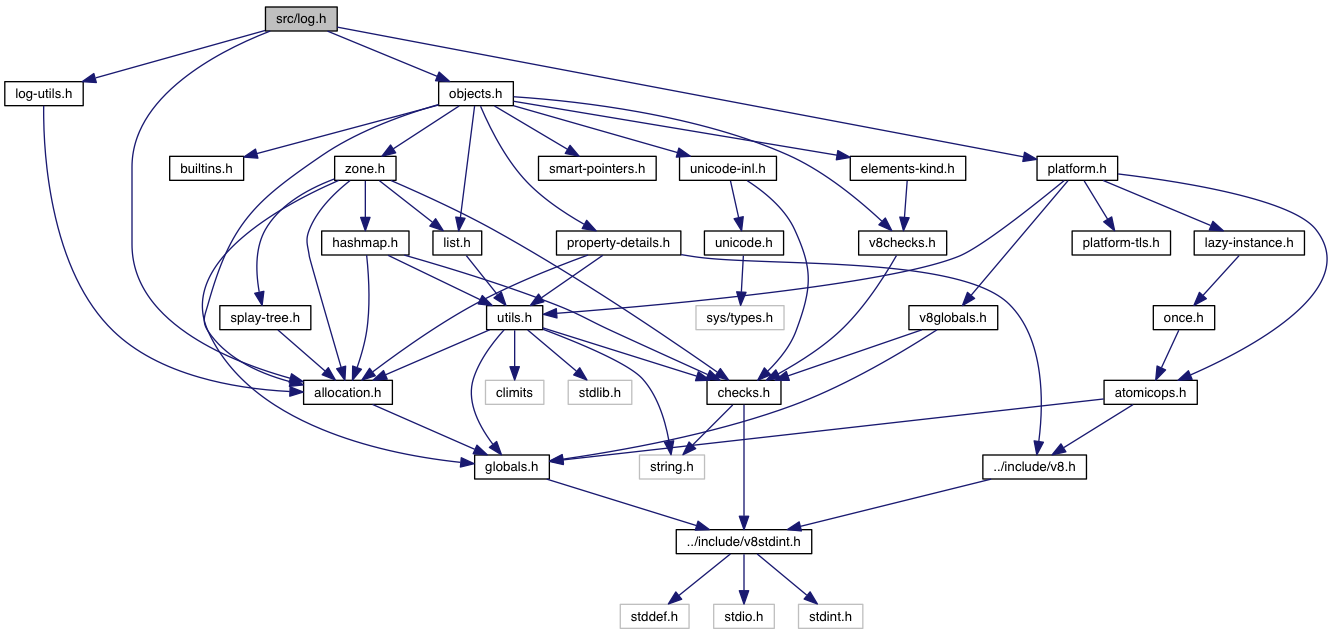 src/log.h
log-utils.h
objects.h
builtins.h
zone.h
smart-pointers.h
unicode-inl.h
elements-kind.h
platform.h
hashmap.h
list.h
property-details.h
unicode.h
v8checks.h
platform-tls.h
lazy-instance.h
splay-tree.h
utils.h
sys/types.h
v8globals.h
once.h
allocation.h
climits
stdlib.h
checks.h
atomicops.h
globals.h
string.h
../include/v8.h
../include/v8stdint.h
stddef.h
stdio.h
stdint.h